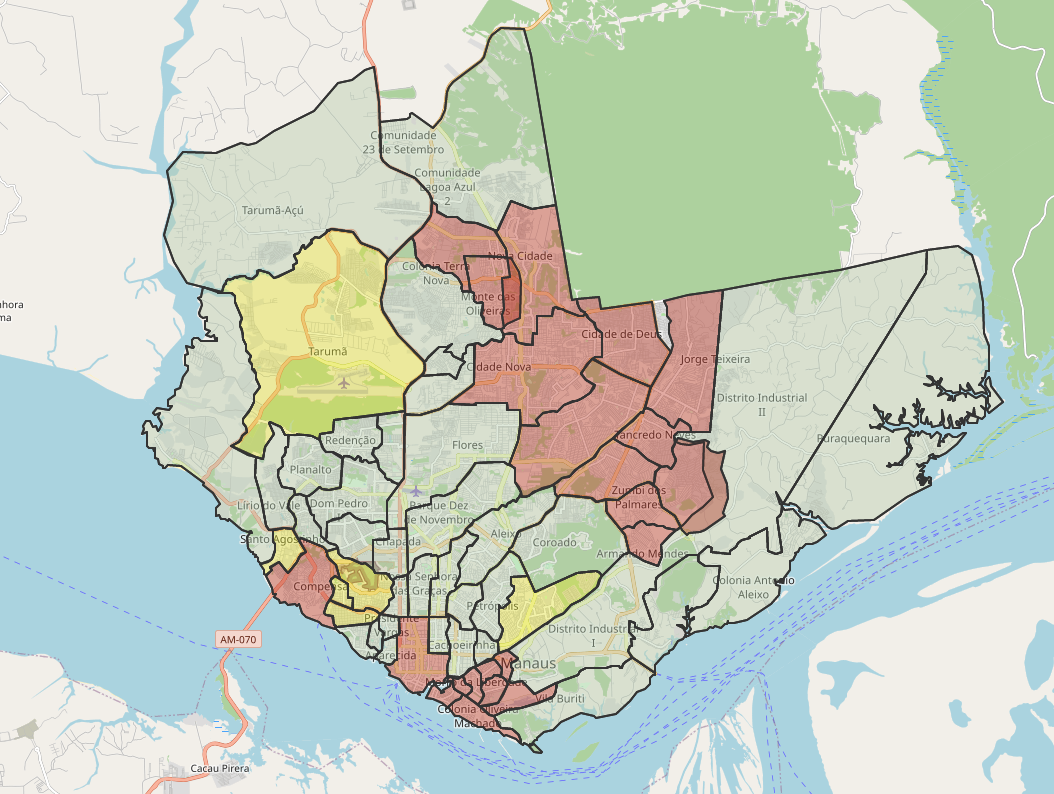 Comunidade
23 de Setembro
Comunidade
Lagoa Azul
2
Tarumã-Açú
Nova Cidade
Colonia Terra
Nova
Monte das
Oliveiras
nhora
ma
Cidade de Deus
Tarumã
Cidade Nova
Jorge Teixeira
Distrito Industrial
II
Puraquequara
Tancredo Neves
Redenção
Flores
Planalto
Zumbi dos
Palmares
Lírio do Vale
Dom Pedro
Parque Dez
de Novembro
Aleixo
Santo Agostinho
Chapada
Coroado
Armando Mendes
Compensa
Nossa Senhora
das Graças
Colonia Antonio
Aleixo
Petrópolis
Presidente
Vargas
Distrito Industrial
I
AM-070
Cachoeirinha
Aparecida
Manaus
Morro da Liberdade
Vila Buriti
Colonia Oliveira
Machado
Cacau Pirera